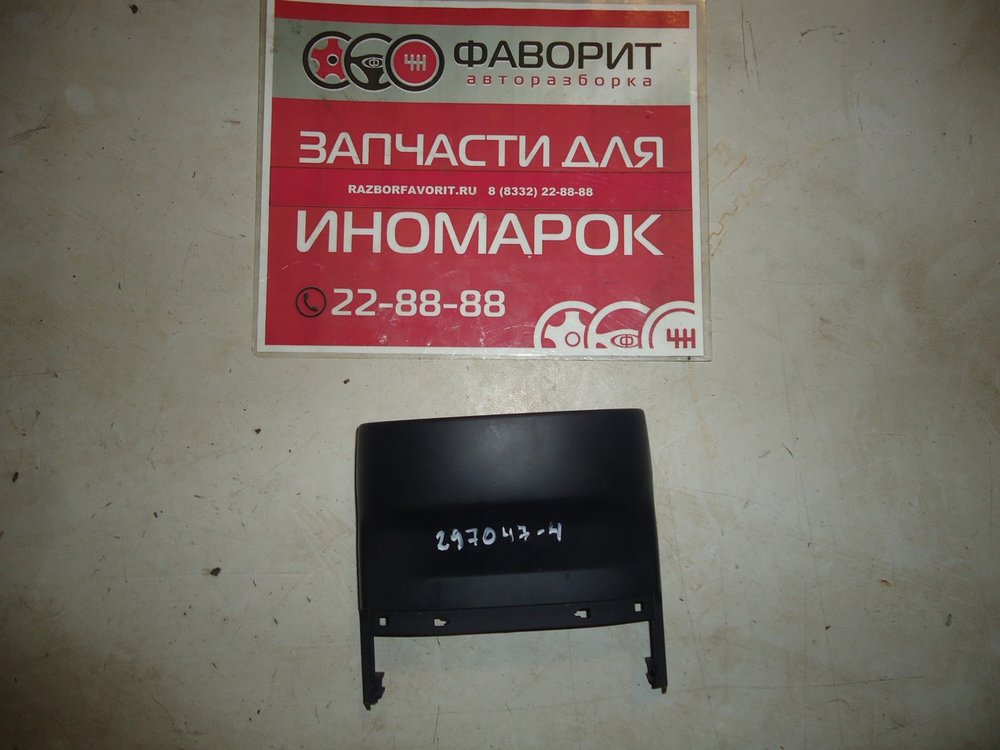 ФАВОРИТ
авторазборка
ЗАПЧАСТИ ДЛЯ
RAZBORFAVORIT.RU 8 (8332) 22-88-88
ИНОМАРОК
22-88-88
297047-4